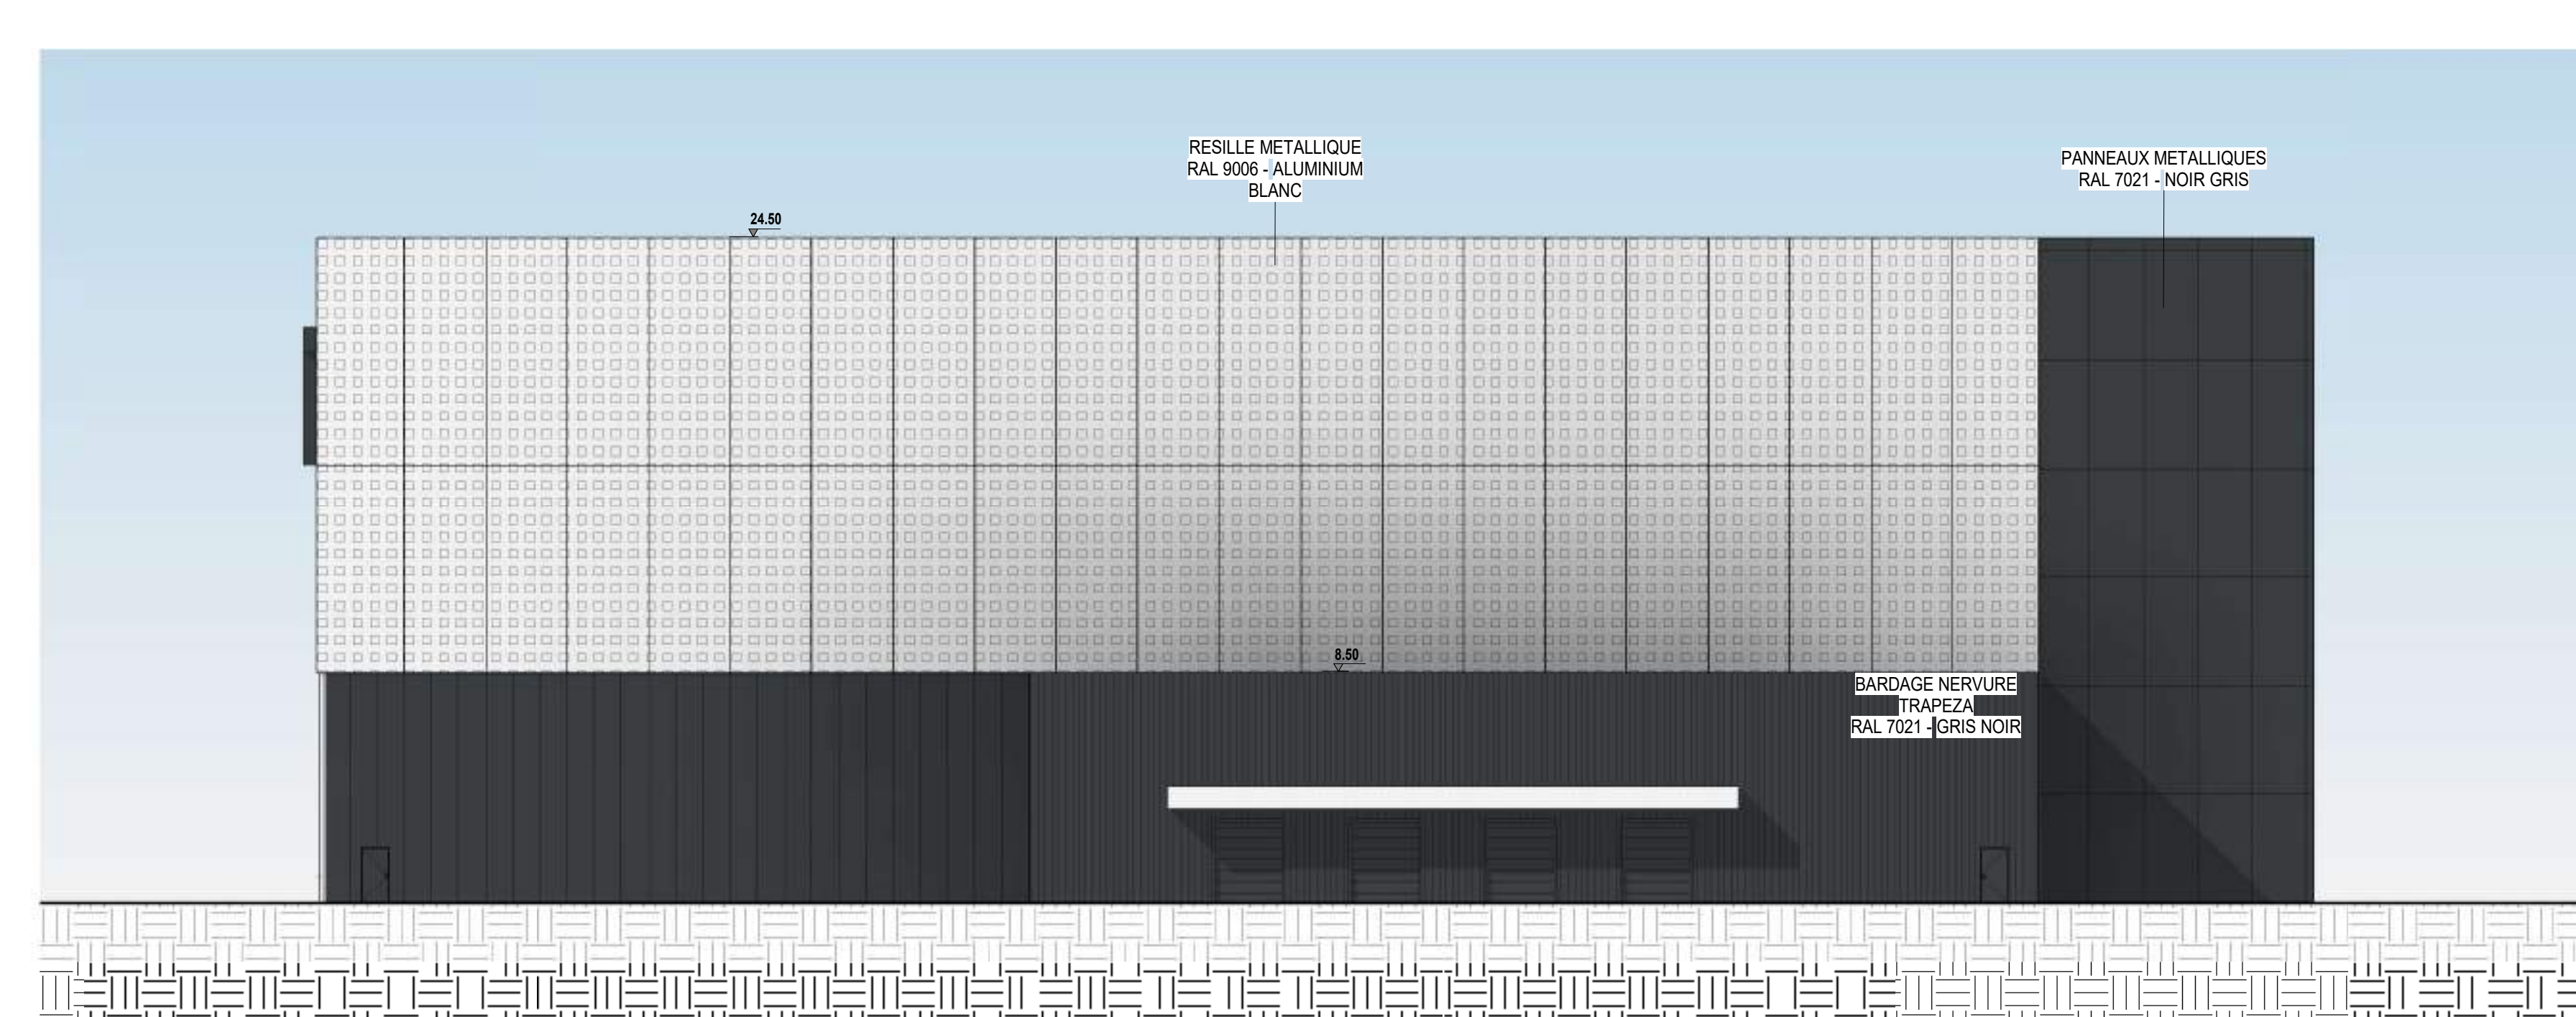 RESILLE METALLIQUE
RAL 9006 - ALUMINIUM
BLANC
PANNEAUX METALLIQUES
RAL 7021 - NOIR GRIS
24.50
8.50
BARDAGE NERVURE
TRAPEZA
RAL 7021 - GRIS NOIR